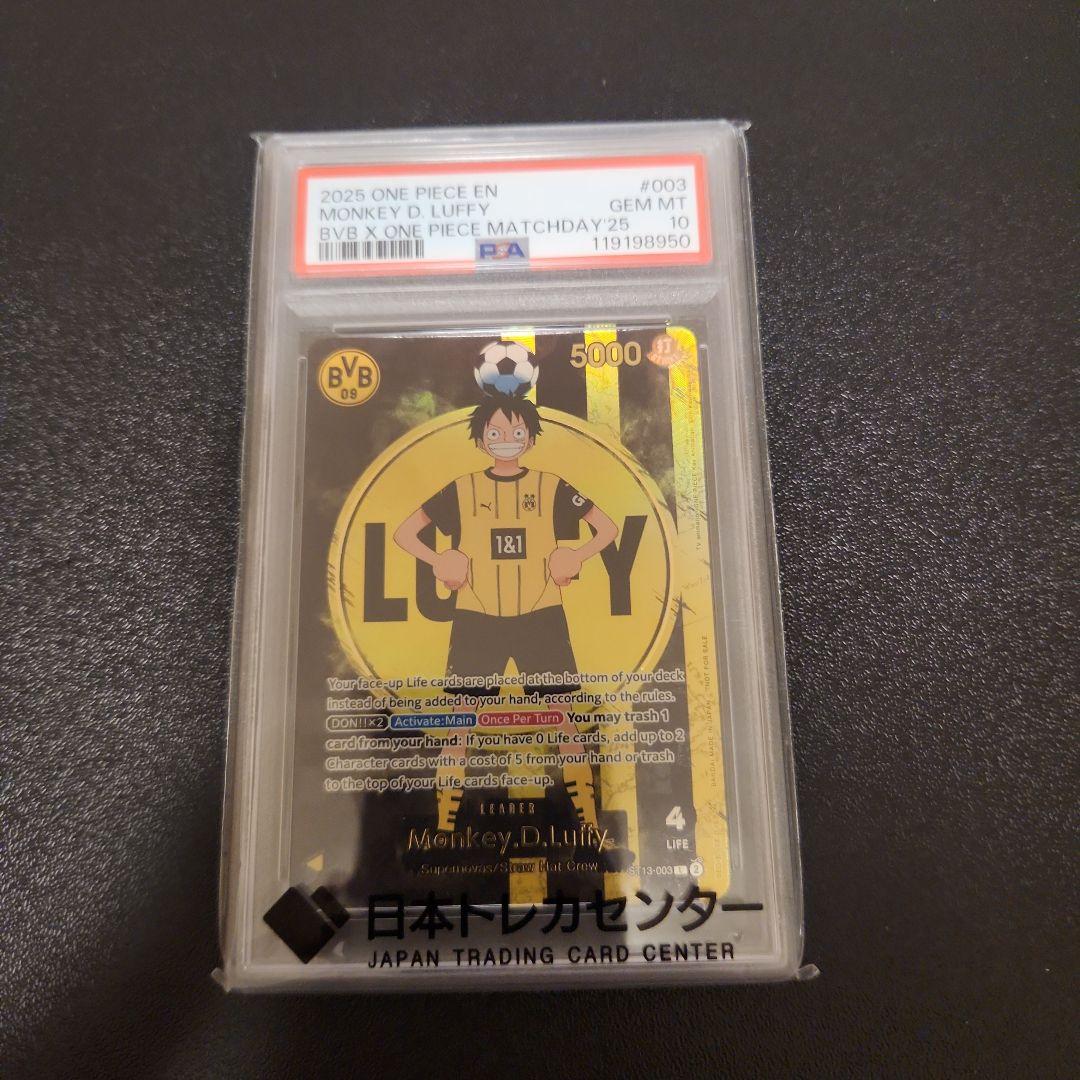 2025 ONE PIECE EN #003
MONKEY D. LUFFY GEM MT
BVB X ONE PIECE MATCHDAY'25 10
PSA 119198950
BVB
09
5000
打
LUFFY
1&1
Your face-up Life cards are placed at the bottom of your deck
instead of being added to your hand, according to the rules.
DON!!×2 Activate:Main Once Per Turn You may trash 1
card from your hand: If you have 0 Life cards, add up to 2
Character cards with a cost of 5 from your hand or trash
to the top of your Life cards face-up.
LEADER
Monkey.D.Luffy
Supernovas/Straw Hat Crew
4
LIFE
ST13-003 L 2
BANDAI MADE IN JAPAN NOT FOR SALE
日本トレカセンター
JAPAN TRADING CARD CENTER